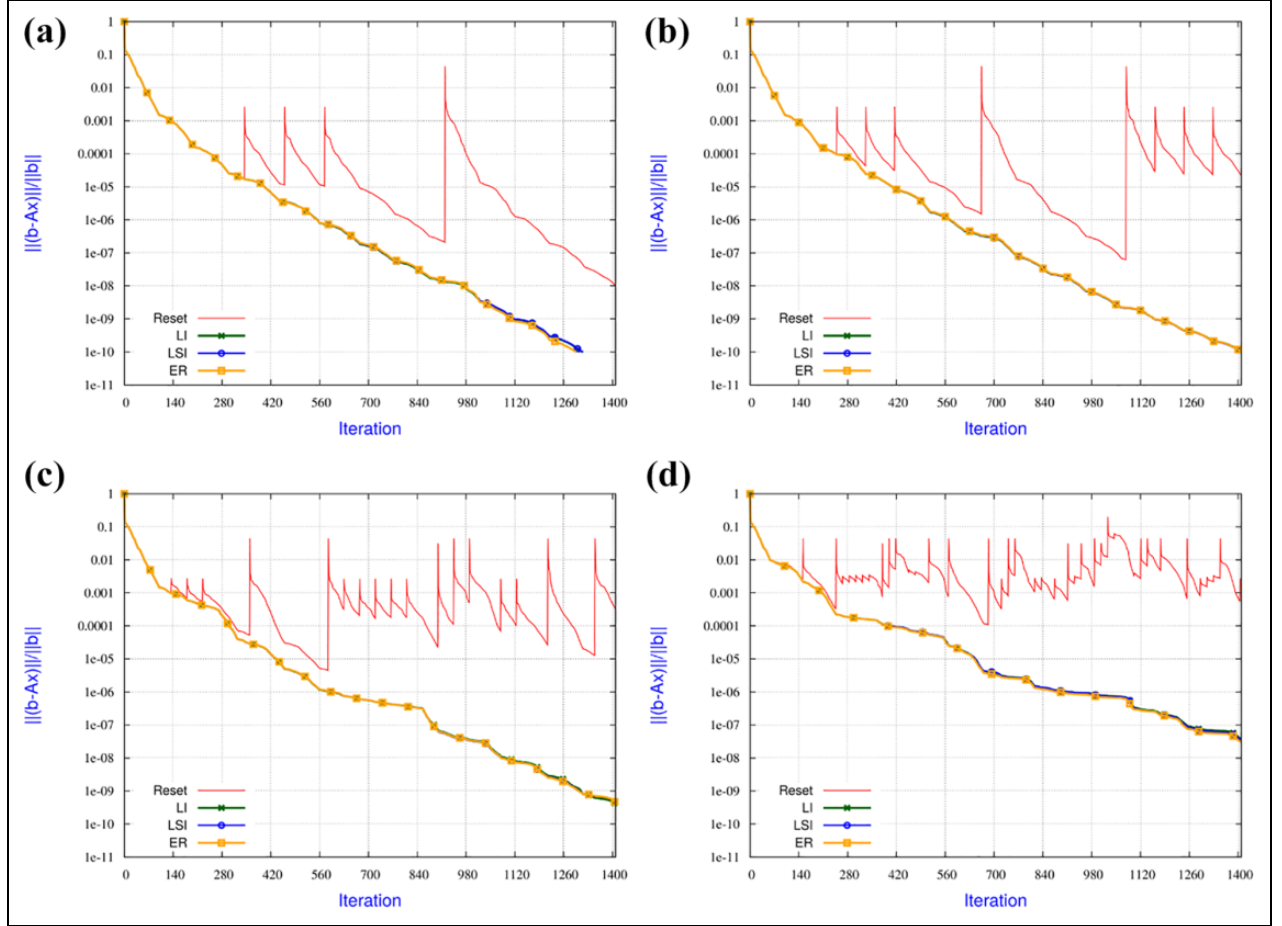 (a)
||(b-Ax)||/||b||
1
0.1
0.01
0.001
0.0001
1e-05
1e-06
1e-07
1e-08
1e-09
1e-10
1e-11
Reset
LI
LSI
ER
0 140 280 420 560 700 840 980 1120 1260 1400
Iteration
(b)
||(b-Ax)||/||b||
1
0.1
0.01
0.001
0.0001
1e-05
1e-06
1e-07
1e-08
1e-09
1e-10
1e-11
Reset
LI
LSI
ER
0 140 280 420 560 700 840 980 1120 1260 1400
Iteration
(c)
||(b-Ax)||/||b||
1
0.1
0.01
0.001
0.0001
1e-05
1e-06
1e-07
1e-08
1e-09
1e-10
1e-11
Reset
LI
LSI
ER
0 140 280 420 560 700 840 980 1120 1260 1400
Iteration
(d)
||(b-Ax)||/||b||
1
0.1
0.01
0.001
0.0001
1e-05
1e-06
1e-07
1e-08
1e-09
1e-10
1e-11
Reset
LI
LSI
ER
0 140 280 420 560 700 840 980 1120 1260 1400
Iteration